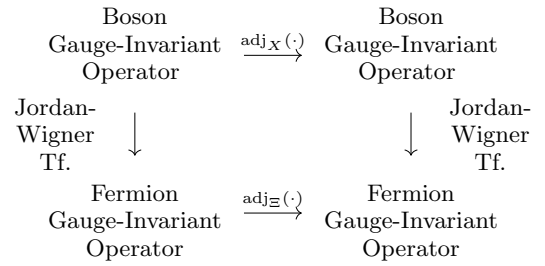 Boson
Gauge-Invariant
Operator
adj_X(·)
Boson
Gauge-Invariant
Operator
Jordan-
Wigner
Tf.
Jordan-
Wigner
Tf.
Fermion
Gauge-Invariant
Operator
adj_Ξ(·)
Fermion
Gauge-Invariant
Operator